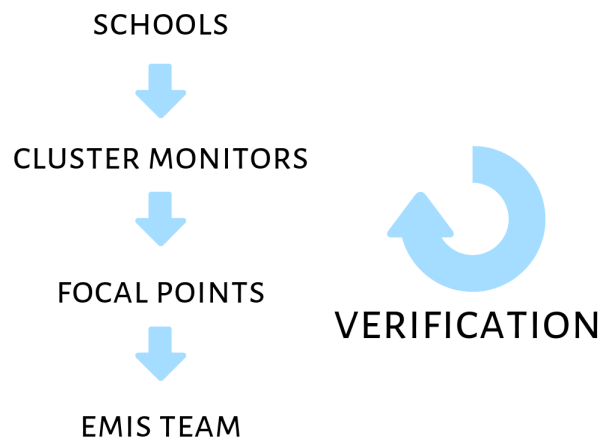 SCHOOLS
CLUSTER MONITORS
FOCAL POINTS
VERIFICATION
EMIS TEAM